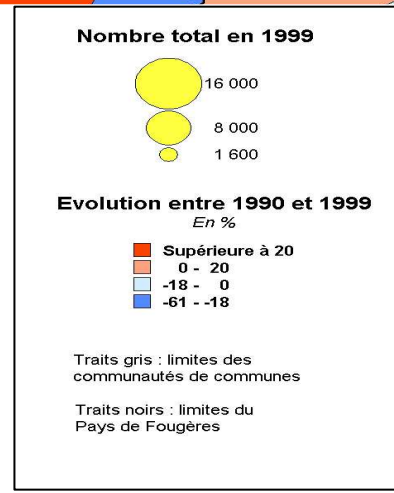 Nombre total en 1999
16 000
8 000
1 600
Evolution entre 1990 et 1999
En %
Supérieure à 20
0 - 20
-18 - 0
-61 - -18
Traits gris : limites des
communautés de communes
Traits noirs : limites du
Pays de Fougères